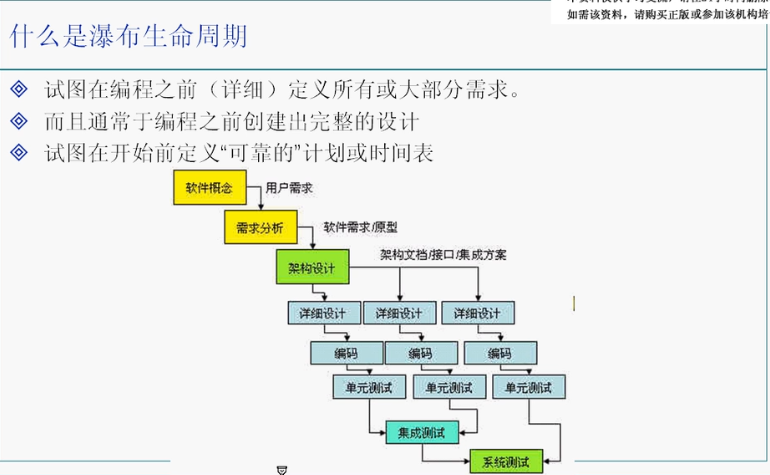 如需该资料，请购买正版或参加该机构培
什么是瀑布生命周期
试图在编程之前（详细）定义所有或大部分需求。
而且通常于编程之前创建出完整的设计
试图在开始前定义“可靠的”计划或时间表
软件概念
用户需求
需求分析
软件需求/原型
架构设计
架构文档/接口/集成方案
详细设计 详细设计 详细设计
编码 编码 编码
单元测试 单元测试 单元测试
集成测试
系统测试